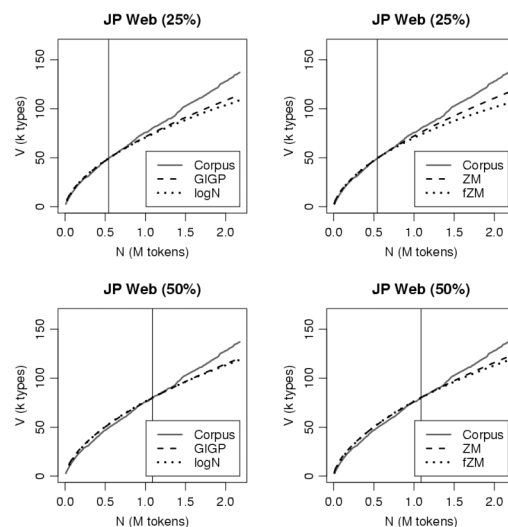 JP Web (25%)
V (k types)
0 50 100 150
Corpus
GIGP
logN
0.0 0.5 1.0 1.5 2.0
N (M tokens)
JP Web (25%)
V (k types)
0 50 100 150
Corpus
ZM
fZM
0.0 0.5 1.0 1.5 2.0
N (M tokens)
JP Web (50%)
V (k types)
0 50 100 150
Corpus
GIGP
logN
0.0 0.5 1.0 1.5 2.0
N (M tokens)
JP Web (50%)
V (k types)
0 50 100 150
Corpus
ZM
fZM
0.0 0.5 1.0 1.5 2.0
N (M tokens)